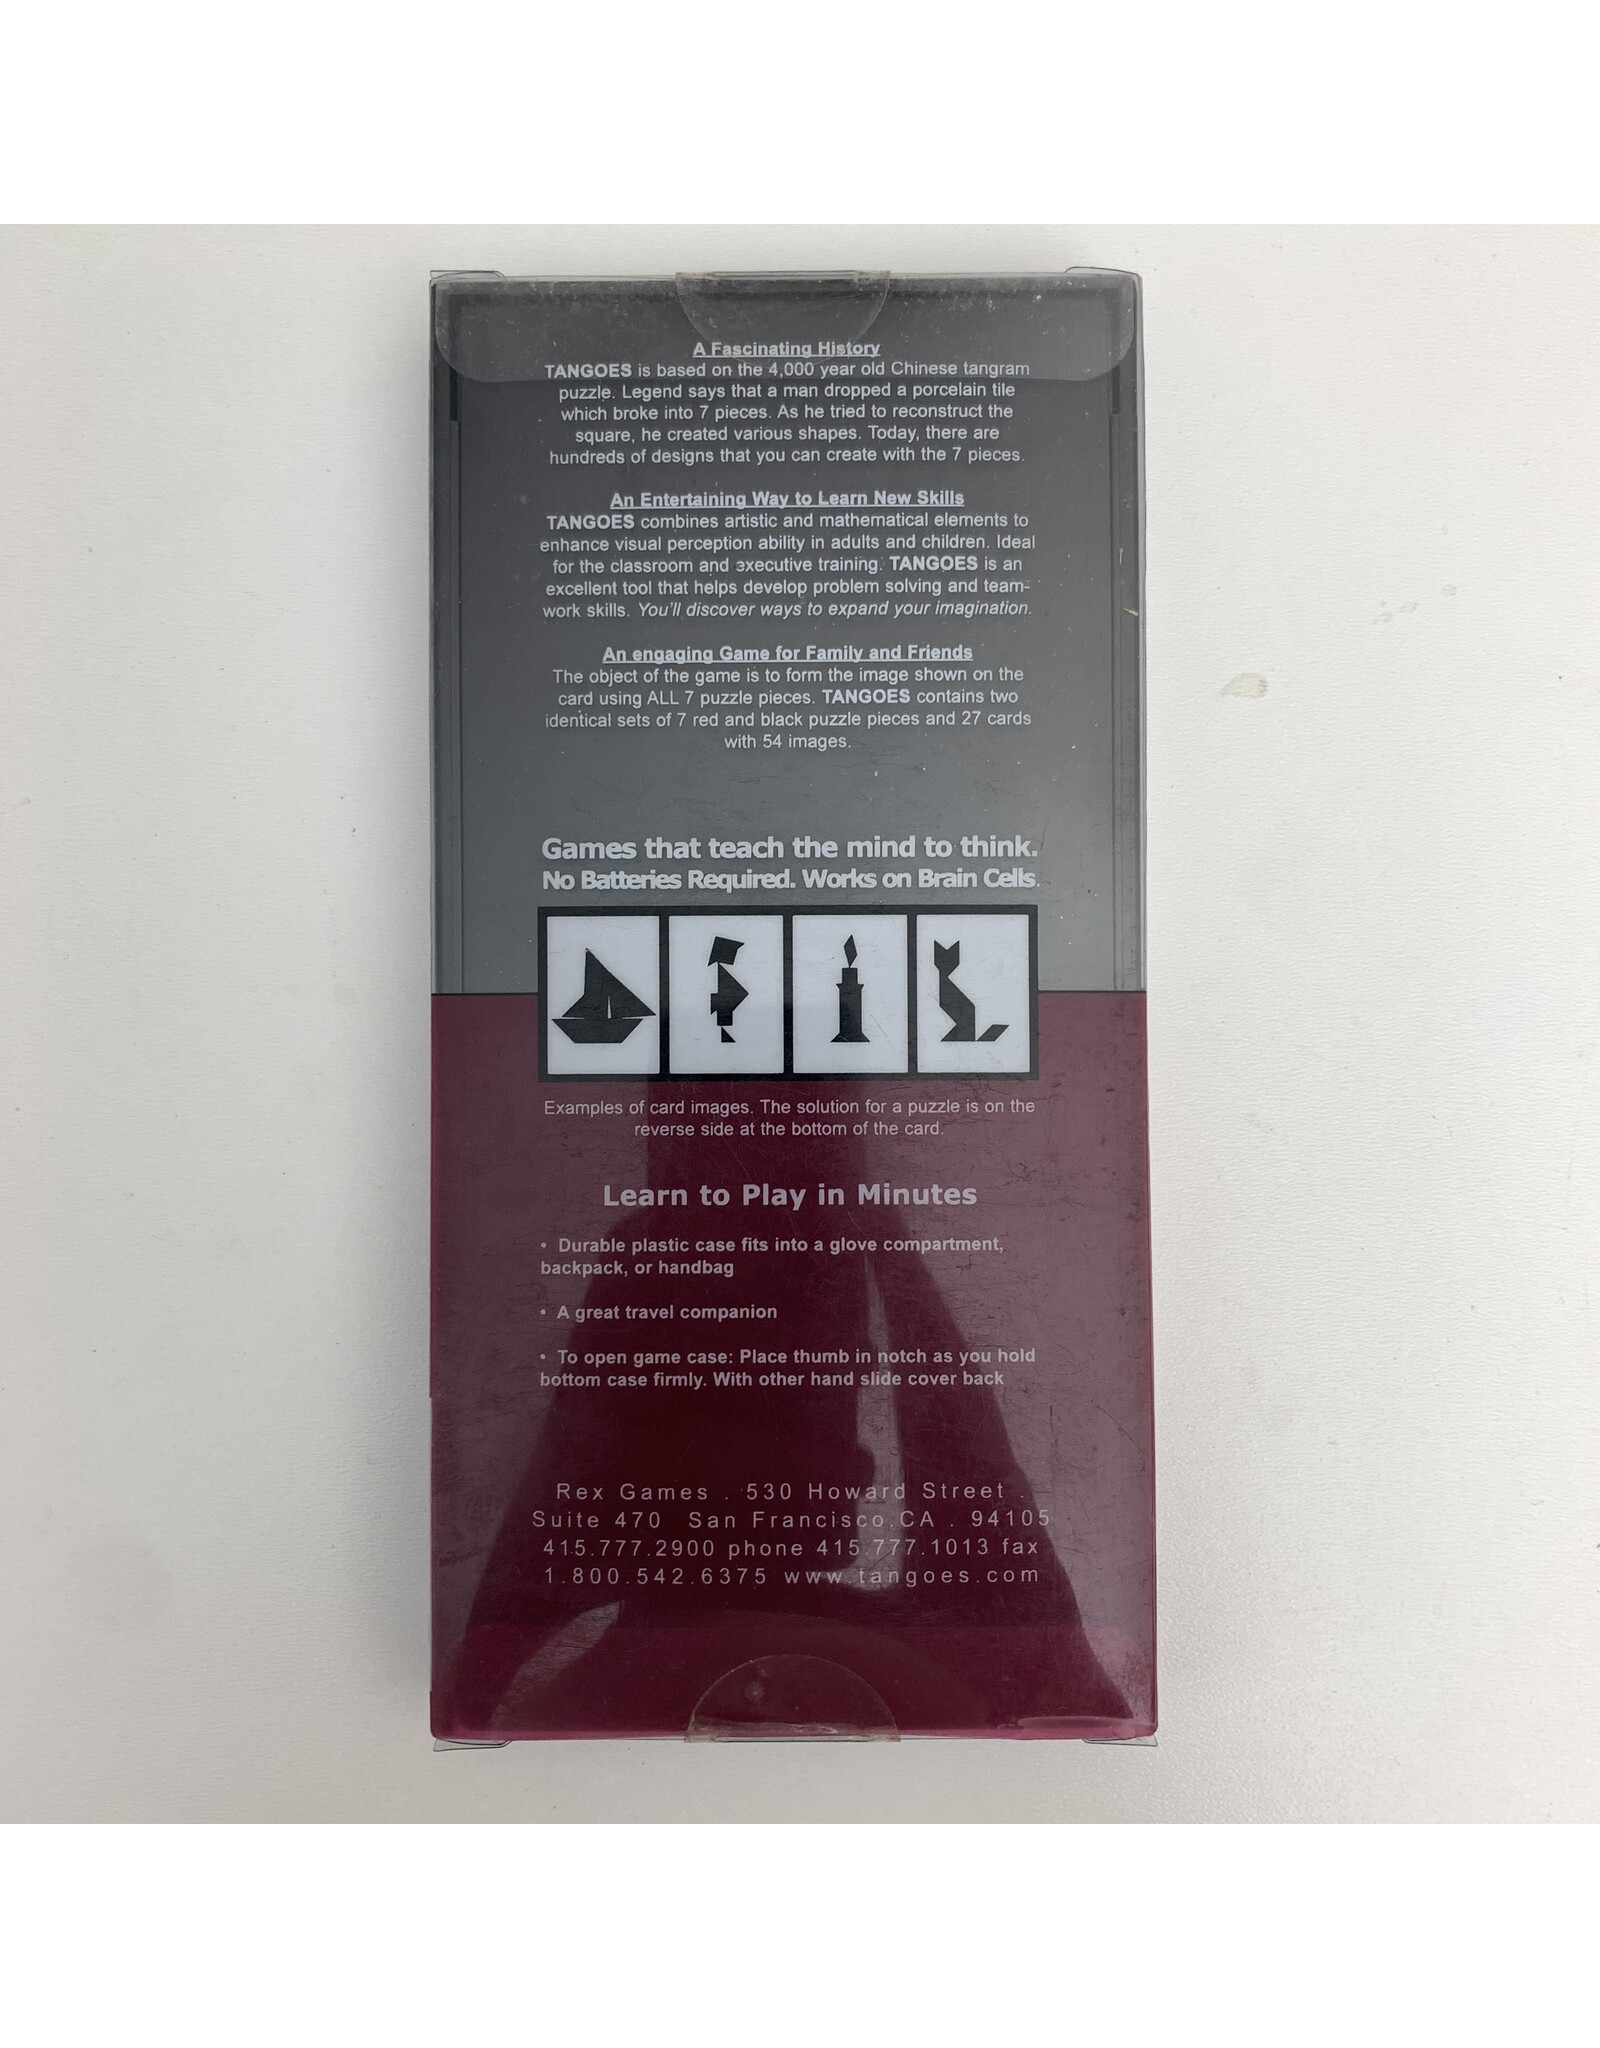 A Fascinating History
TANGOES is based on the 4,000 year old Chinese tangram
puzzle. Legend says that a man dropped a porcelain tile
which broke into 7 pieces. As he tried to reconstruct the
square, he created various shapes. Today, there are
hundreds of designs that you can create with the 7 pieces.
An Entertaining Way to Learn New Skills
TANGOES combines artistic and mathematical elements to
enhance visual perception ability in adults and children. Ideal
for the classroom and executive training. TANGOES is an
excellent tool that helps develop problem solving and team-
work skills. You'll discover ways to expand your imagination.
An engaging Game for Family and Friends
The object of the game is to form the image shown on the
card using ALL 7 puzzle pieces. TANGOES contains two
identical sets of 7 red and black puzzle pieces and 27 cards
with 54 images.
Games that teach the mind to think.
No Batteries Required. Works on Brain Cells.
Examples of card images. The solution for a puzzle is on the
reverse side at the bottom of the card.
Learn to Play in Minutes
• Durable plastic case fits into a glove compartment,
backpack, or handbag
• A great travel companion
• To open game case: Place thumb in notch as you hold
bottom case firmly. With other hand slide cover back
Rex Games . 530 Howard Street .
Suite 470 San Francisco,CA . 94105
415.777.2900 phone 415.777.1013 fax
1.800.542.6375 www.tangoes.com